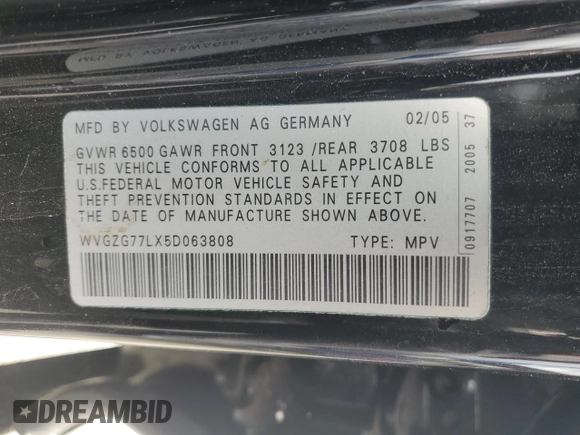 MFD BY VOLKSWAGEN AG GERMANY 02/05
GVWR 6500 GAWR FRONT 3123 /REAR 3708 LBS
THIS VEHICLE CONFORMS TO ALL APPLICABLE
U.S.FEDERAL MOTOR VEHICLE SAFETY AND
THEFT PREVENTION STANDARDS IN EFFECT ON
THE DATE OF MANUFACTURE SHOWN ABOVE.
WVGZG77LX5D063808 TYPE: MPV
0917707 2005 37
DREAMBID